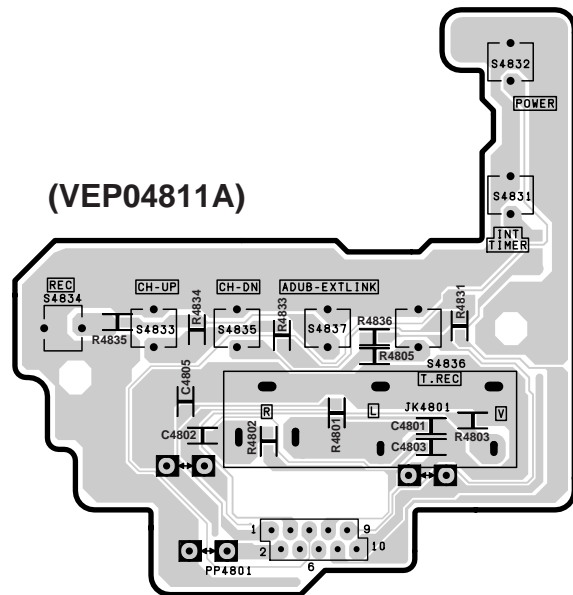 S4832
POWER
(VEP04811A)
S4831
INT
TIMER
REC
S4834
CH-UP
R4834
CH-DN
R4833
ADUB-EXTLINK
R4831
R4835
S4833
S4835
S4837
R4836
R4805
S4836
T.REC
C4805
R
L
JK4801
V
C4802
R4802
R4801
C4801
C4803
R4803
1
9
2
10
6
PP4801